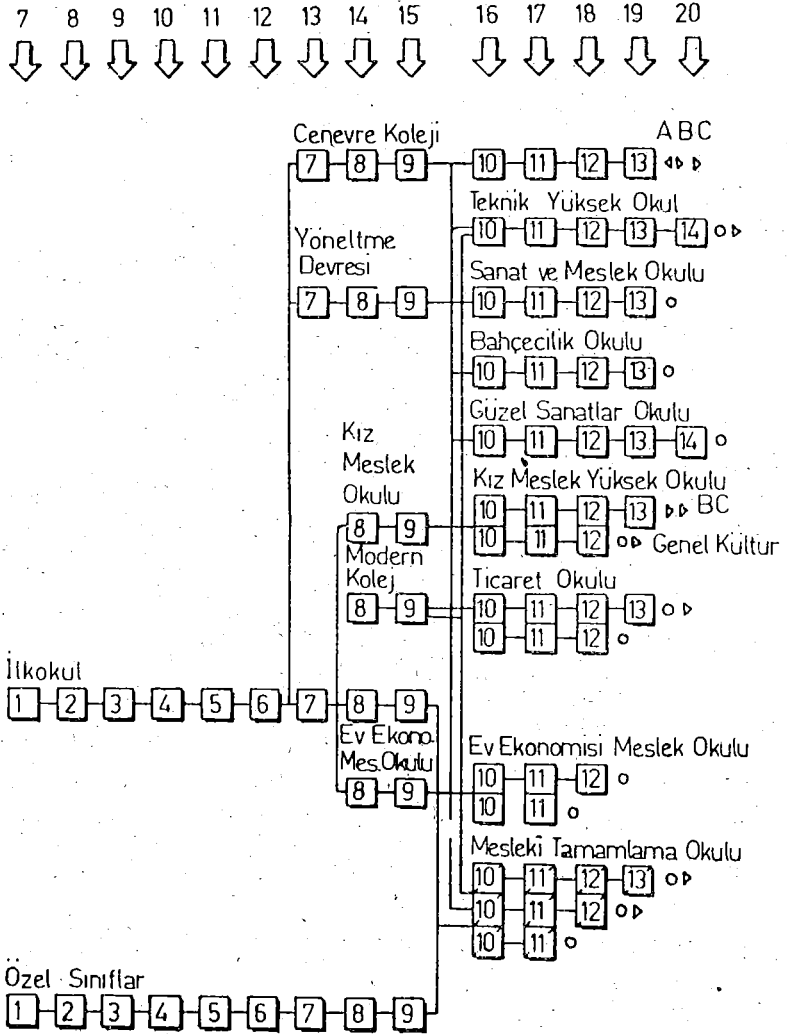 7 8 9 10 11 12 13 14 15 16 17 18 19 20
Cenevre Koleji
A B C
7 8 9 10 11 12 13
Teknik Yüksek Okul
10 11 12 13 14
Yöneltme
Devresi
Sanat ve Meslek Okulu
7 8 9 10 11 12 13
Bahçecilik Okulu
10 11 12 13
Güzel Sanatlar Okulu
10 11 12 13 14
Kız
Meslek
Okulu
Kız Meslek Yüksek Okulu
10 11 12 13 BC
8 9
10 11 12 Genel Kültür
Modern
Kolej
Ticaret Okulu
8 9 10 11 12 13
10 11 12
İlkokul
1 2 3 4 5 6 7 8 9
Ev Ekono.
Mes.Okulu
Ev Ekonomisi Meslek Okulu
10 11 12
8 9
10 11
Mesleki Tamamlama Okulu
10 11 12 13
10 11 12
10 11
Özel Sınıflar
1 2 3 4 5 6 7 8 9